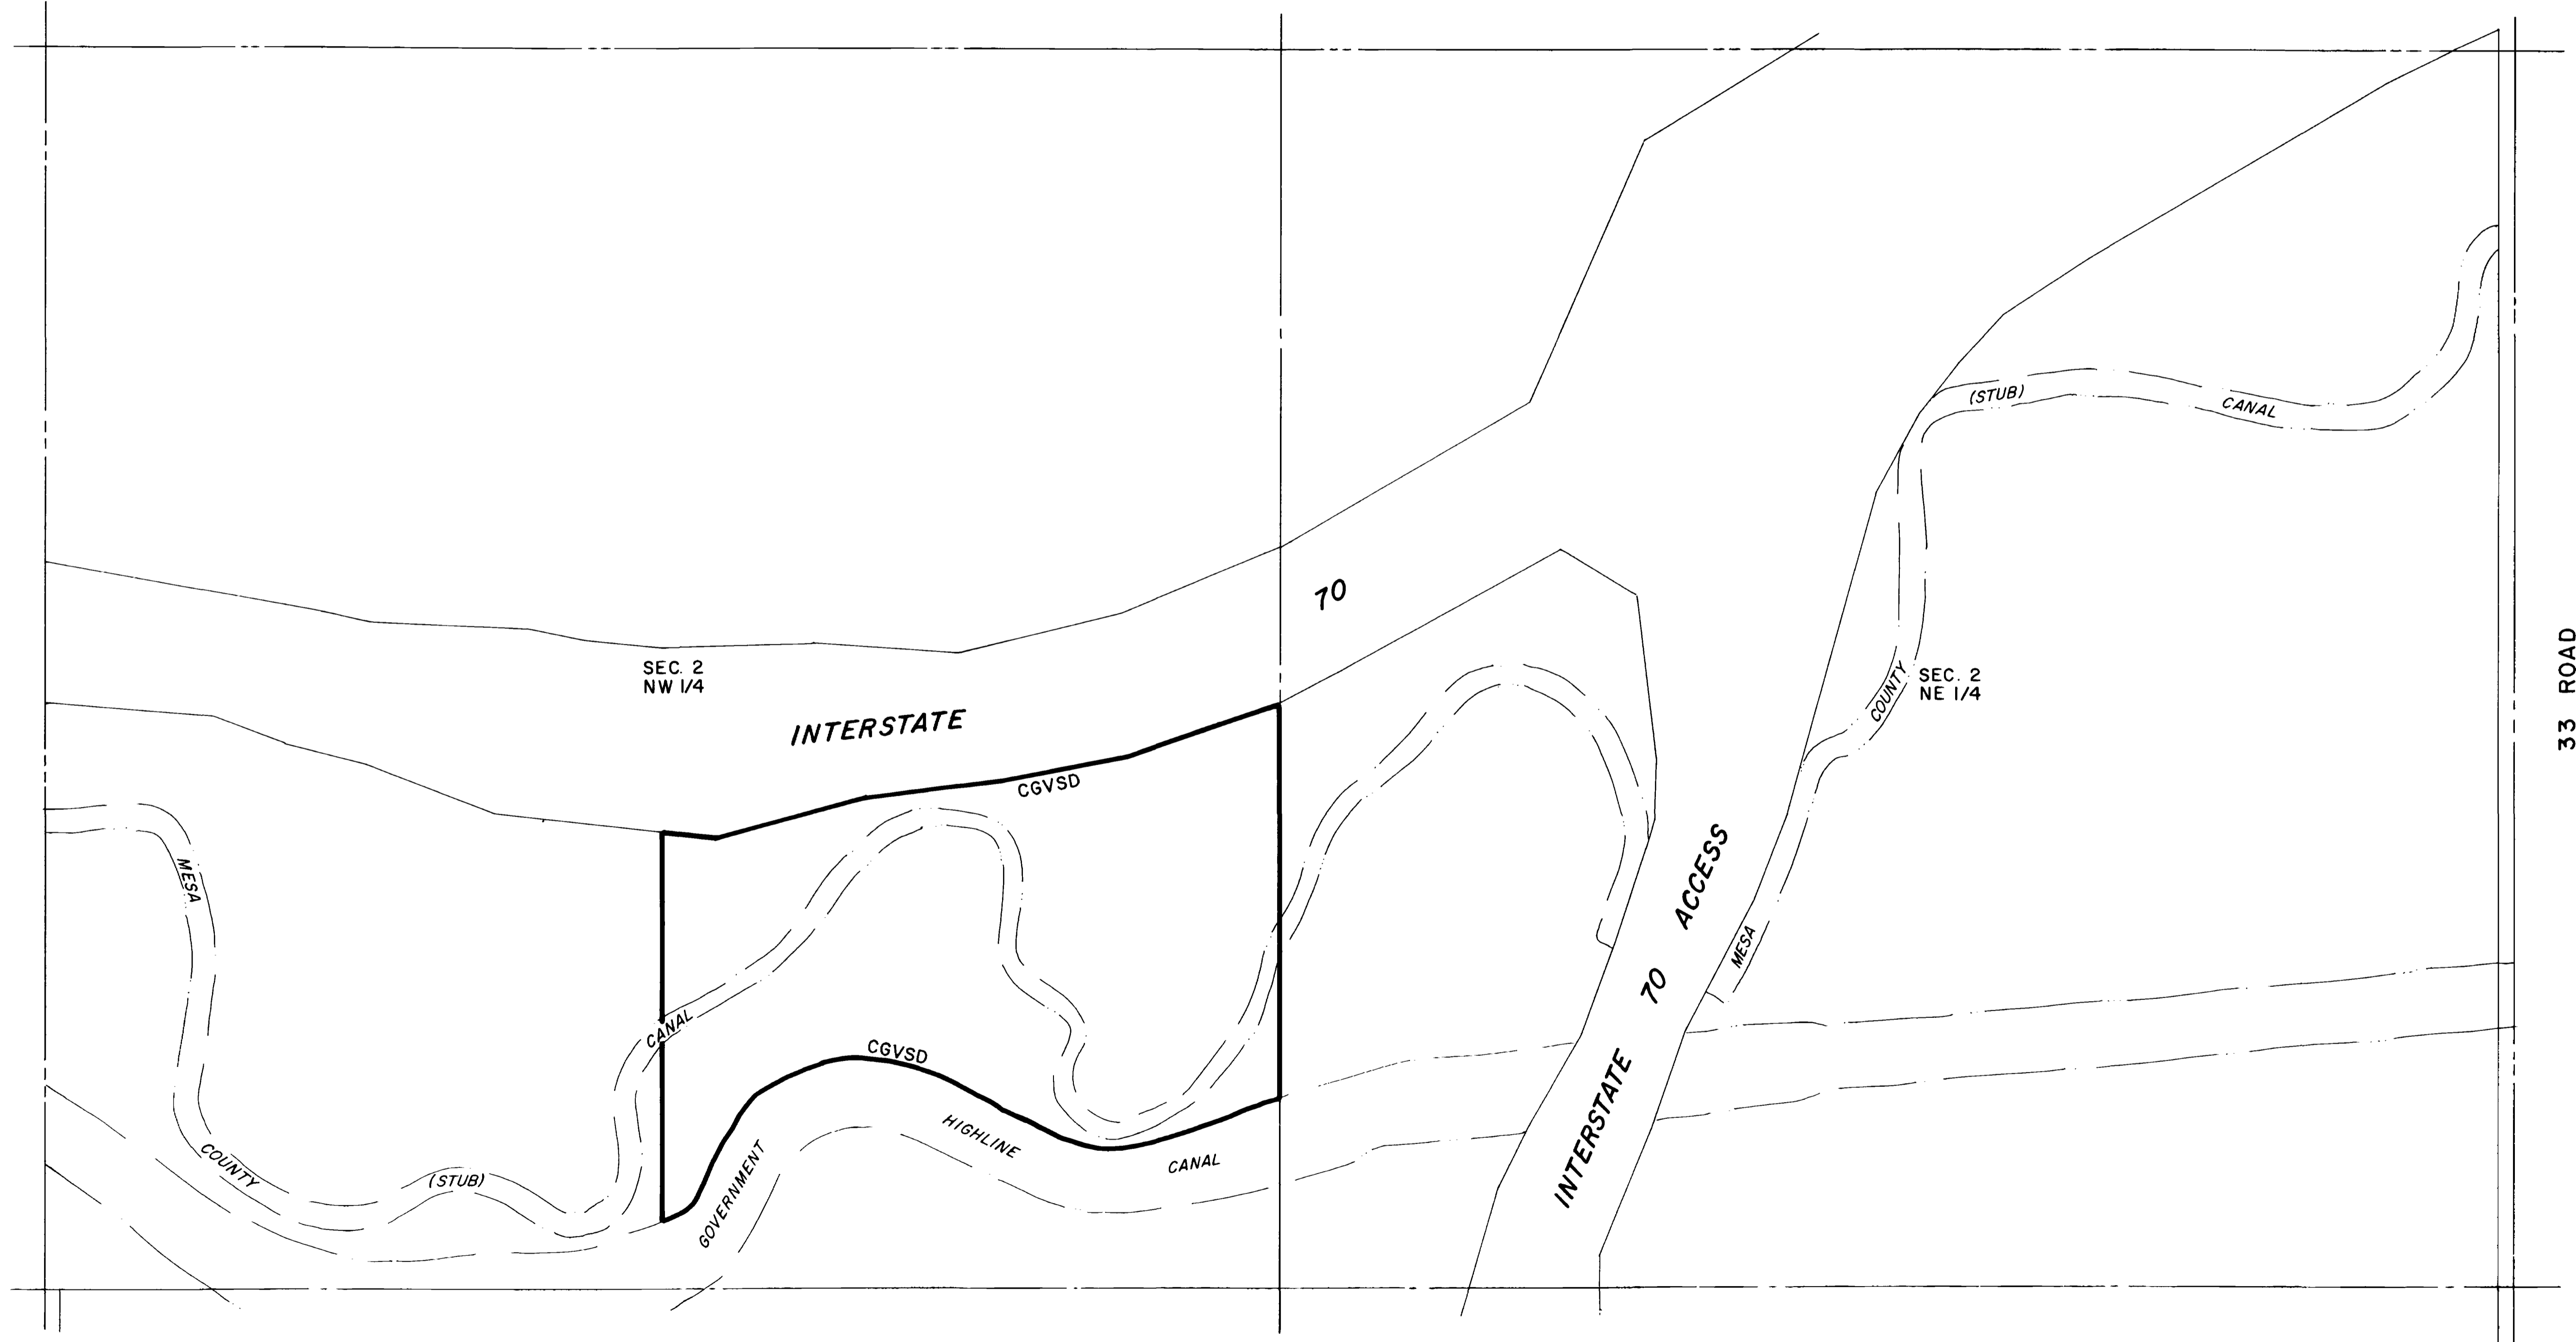 (STUB)
CANAL
70
SEC. 2
NW 1/4
COUNTY
SEC. 2
NE 1/4
33 ROAD
INTERSTATE
CGVSD
MESA
INTERSTATE 70 ACCESS
MESA
CANAL
CGVSD
COUNTY
(STUB)
GOVERNMENT
HIGHLINE
CANAL